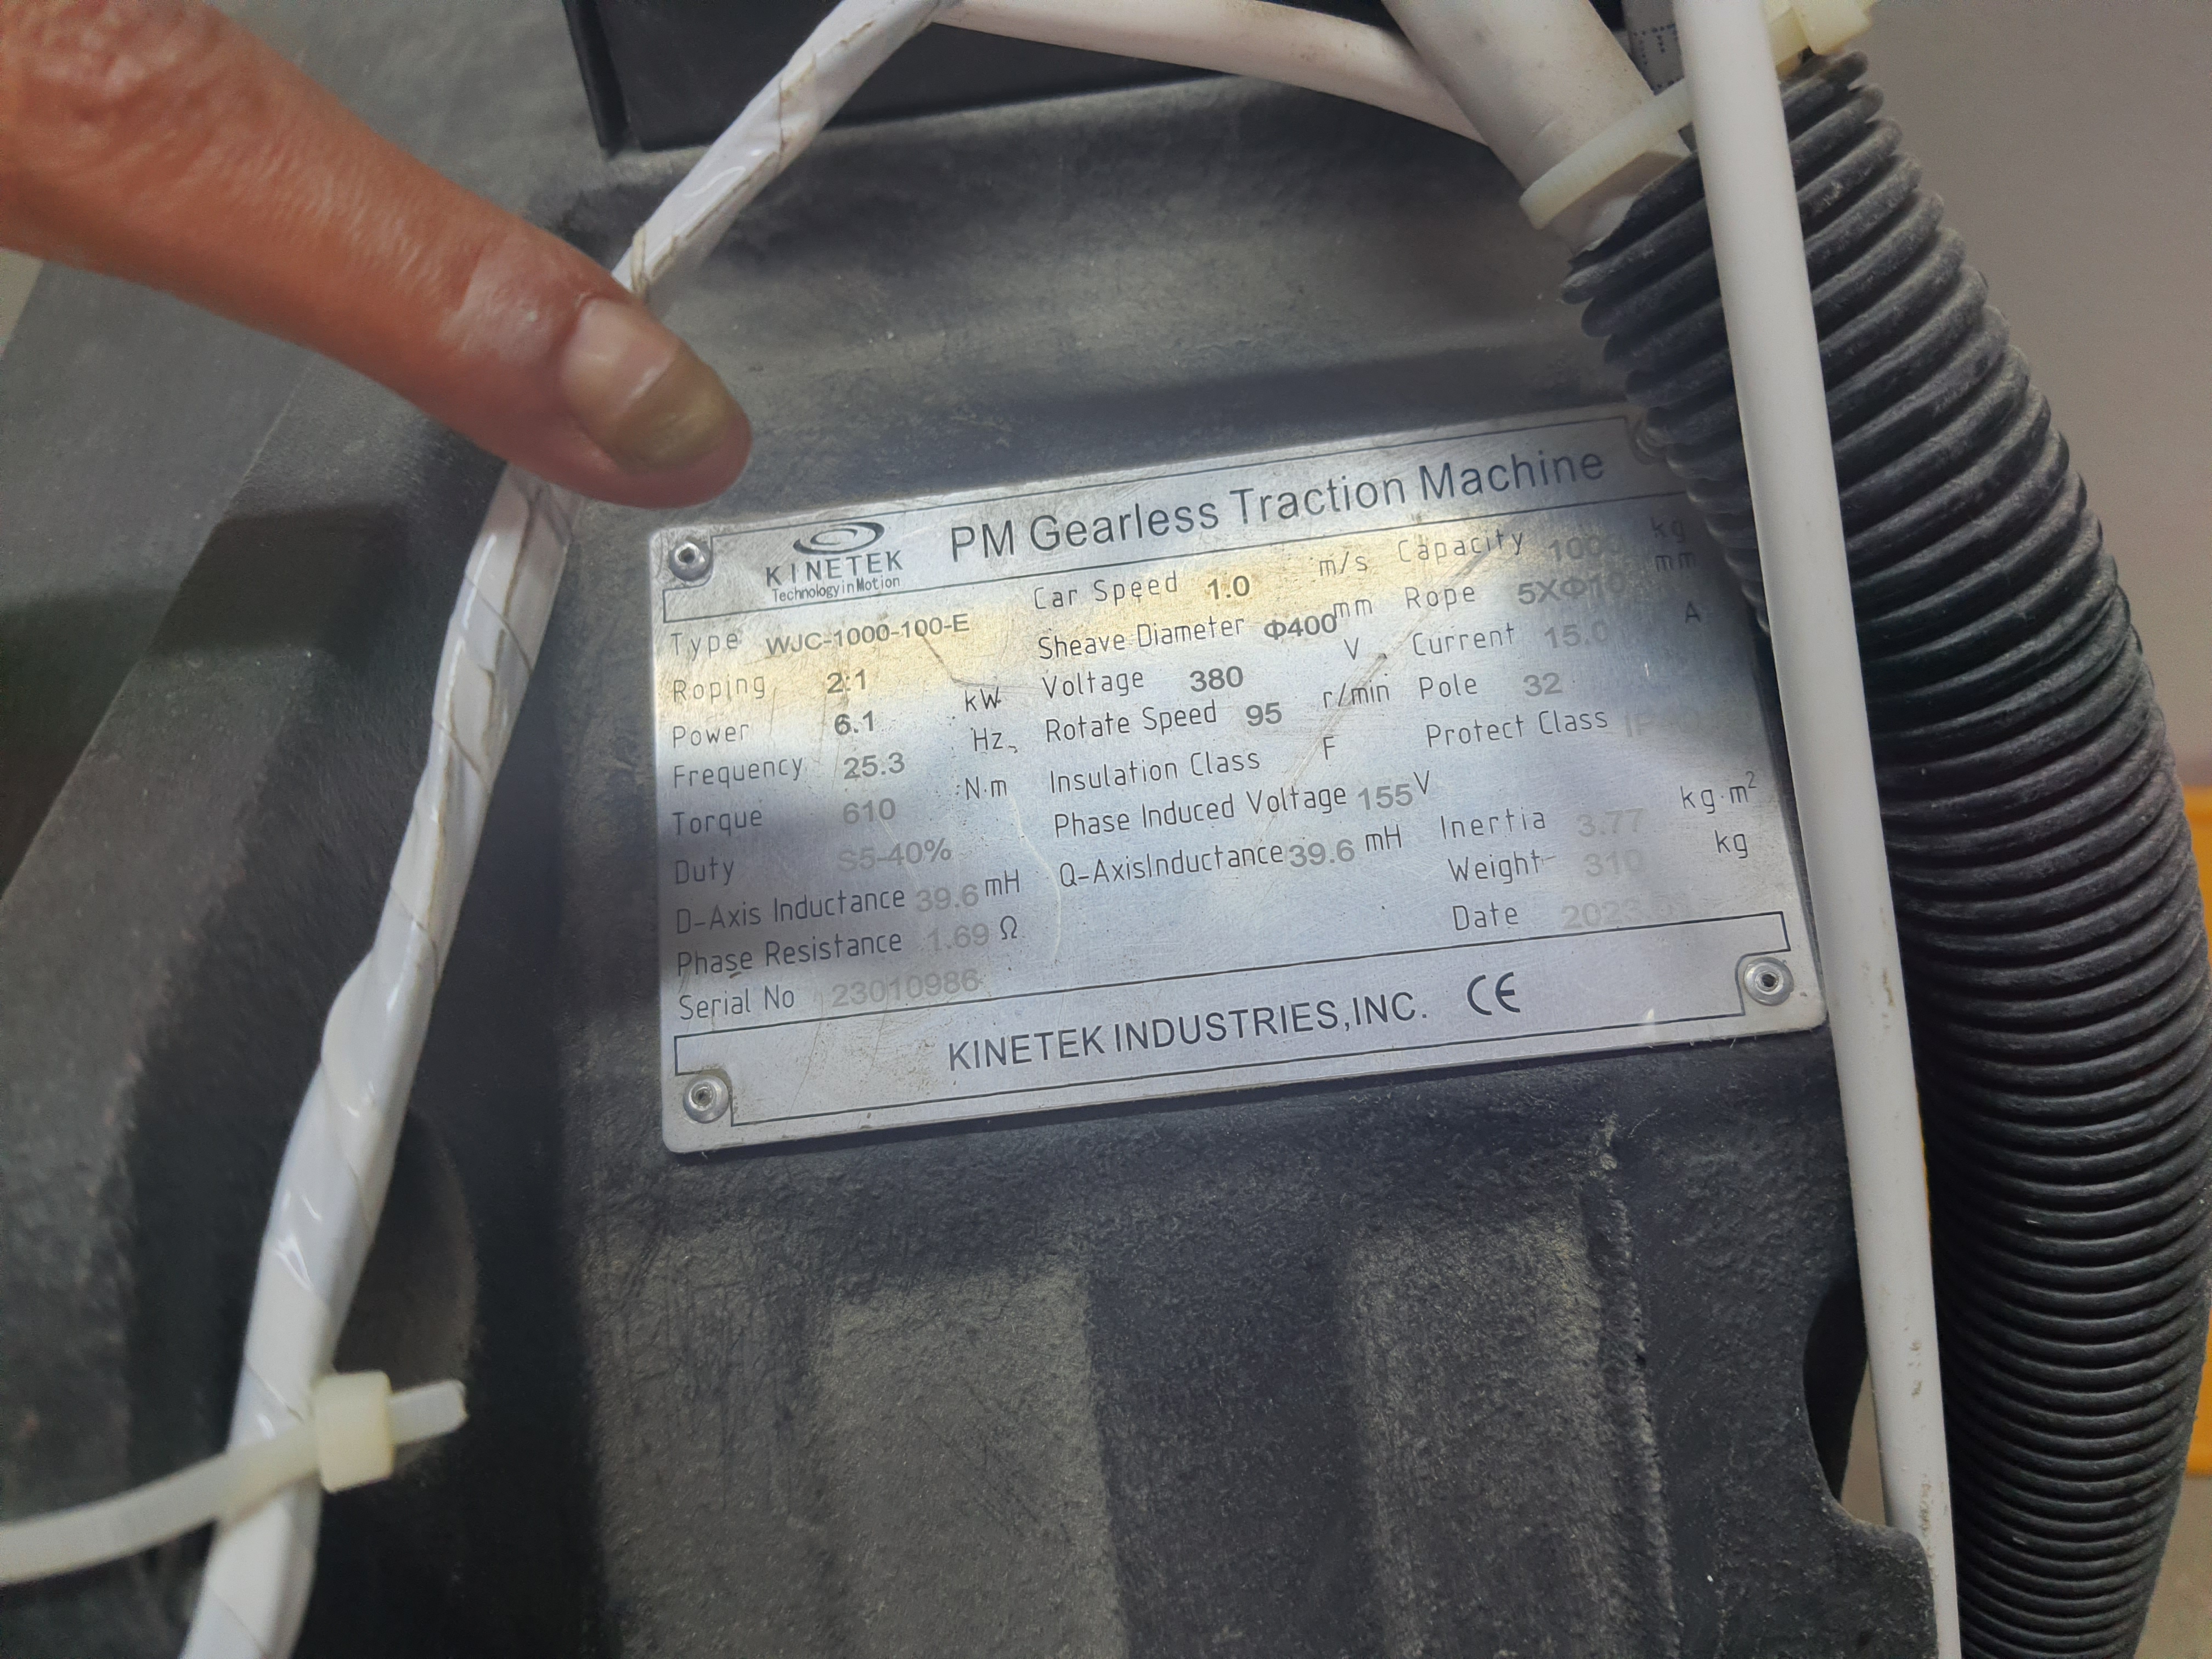 KINETEK
Technology in Motion
PM Gearless Traction Machine
Type WJC-1000-100-E Car Speed 1.0 m/s Capacity kg
Roping 2:1 Sheave Diameter Φ400 mm Rope 5XΦ10 mm
Power 6.1 kW Voltage 380 V Current 15.0 A
Frequency 25.3 Hz Rotate Speed 95 r/min Pole 32
Torque 610 N·m Insulation Class F Protect Class
Duty S5-40% Phase Induced Voltage 155 V
D-Axis Inductance 39.6 mH Q-AxisInductance 39.6 mH Inertia 3.77 kg·m²
Phase Resistance 1.69 Ω Weight 310 kg
Serial No 23010986 Date
KINETEK INDUSTRIES,INC. CE